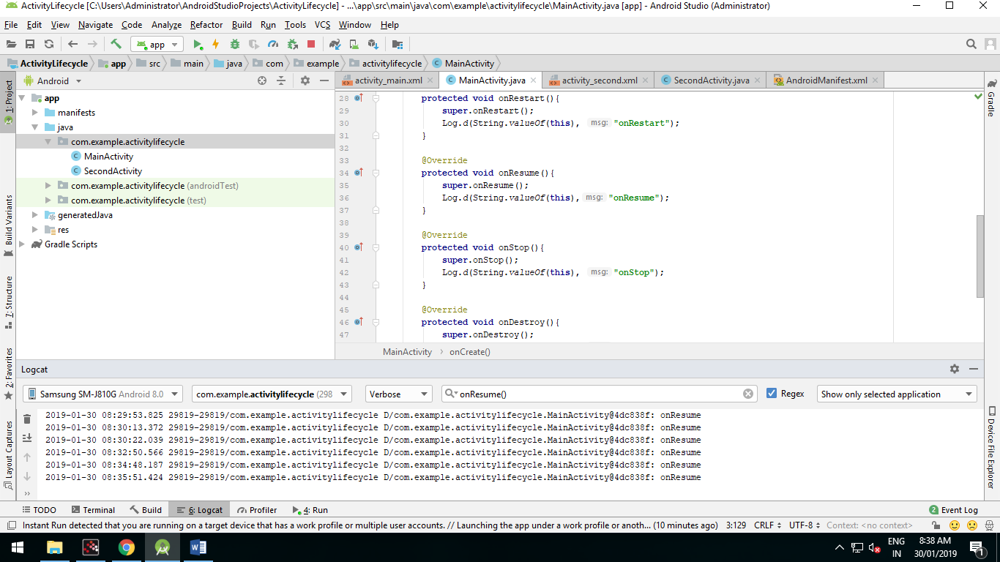 ActivityLifecycle [C:\Users\Administrator\AndroidStudioProjects\ActivityLifecycle] - ...\app\src\main\java\com\example\activitylifecycle\MainActivity.java [app] - Android Studio (Administrator)
File Edit View Navigate Code Analyze Refactor Build Run Tools VCS Window Help
app
ActivityLifecycle app src main java com example activitylifecycle MainActivity
1: Project
Build Variants
7: Structure
2: Favorites
Layout Captures
Android
app
manifests
java
com.example.activitylifecycle
MainActivity
SecondActivity
com.example.activitylifecycle (androidTest)
com.example.activitylifecycle (test)
generatedJava
res
Gradle Scripts
activity_main.xml MainActivity.java activity_second.xml SecondActivity.java AndroidManifest.xml
28 protected void onRestart(){
29 super.onRestart();
30 Log.d(String.valueOf(this), msg: "onRestart");
31 }
32
33 @Override
34 protected void onResume(){
35 super.onResume();
36 Log.d(String.valueOf(this), msg: "onResume");
37 }
38
39 @Override
40 protected void onStop(){
41 super.onStop();
42 Log.d(String.valueOf(this), msg: "onStop");
43 }
44
45 @Override
46 protected void onDestroy(){
47 super.onDestroy();
MainActivity › onCreate()
Gradle
Device File Explorer
Logcat
Samsung SM-J810G Android 8.0 com.example.activitylifecycle (298 Verbose onResume() Regex Show only selected application
2019-01-30 08:29:53.825 29819-29819/com.example.activitylifecycle D/com.example.activitylifecycle.MainActivity@4dc838f: onResume
2019-01-30 08:30:13.372 29819-29819/com.example.activitylifecycle D/com.example.activitylifecycle.MainActivity@4dc838f: onResume
2019-01-30 08:30:22.039 29819-29819/com.example.activitylifecycle D/com.example.activitylifecycle.MainActivity@4dc838f: onResume
2019-01-30 08:32:50.566 29819-29819/com.example.activitylifecycle D/com.example.activitylifecycle.MainActivity@4dc838f: onResume
2019-01-30 08:34:48.187 29819-29819/com.example.activitylifecycle D/com.example.activitylifecycle.MainActivity@4dc838f: onResume
2019-01-30 08:35:51.424 29819-29819/com.example.activitylifecycle D/com.example.activitylifecycle.MainActivity@4dc838f: onResume
»
TODO Terminal Build 6: Logcat Profiler 4: Run 2 Event Log
Instant Run detected that you are running on a target device that has a work profile or multiple user accounts. // Launching the app under a work profile or anoth... (10 minutes ago) 3:129 CRLF UTF-8 Context: <no context>
ENG
IN
8:38 AM
30/01/2019
1